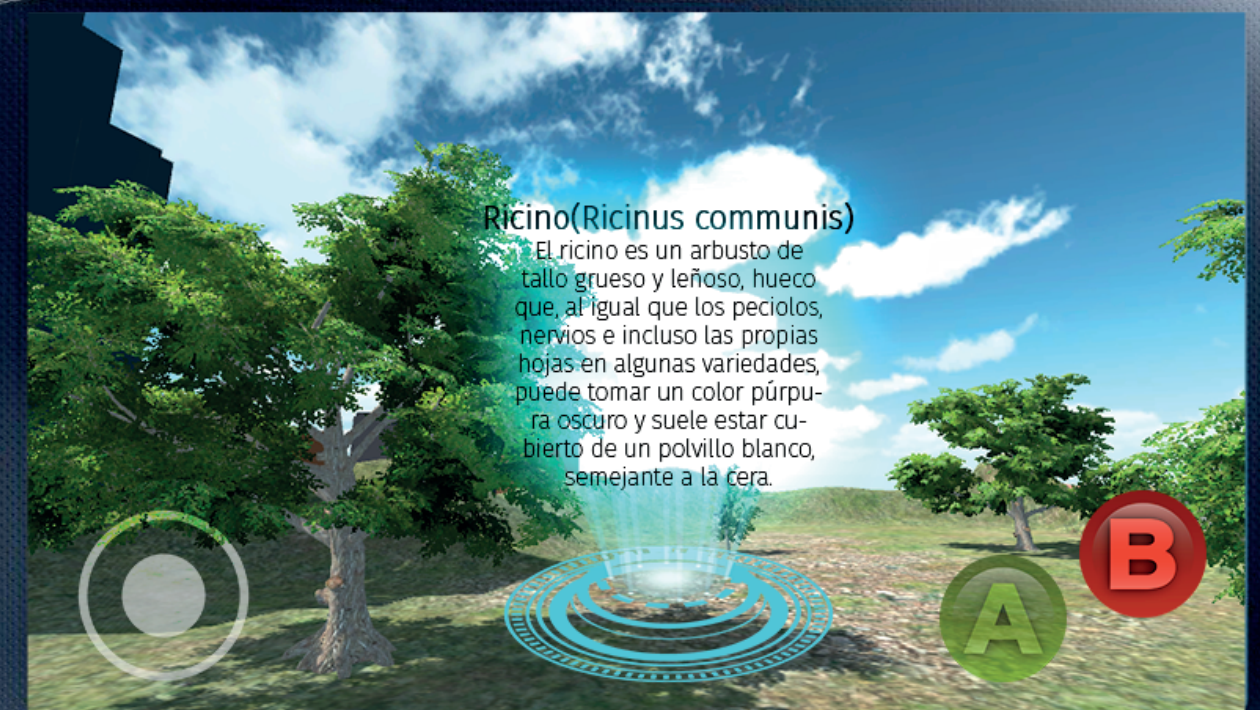 Ricino(Ricinus communis)
El ricino es un arbusto de
tallo grueso y leñoso, hueco
que, al igual que los peciolos,
nervios e incluso las propias
hojas en algunas variedades,
puede tomar un color púrpu-
ra oscuro y suele estar cu-
bierto de un polvillo blanco,
semejante a la cera.
B
A